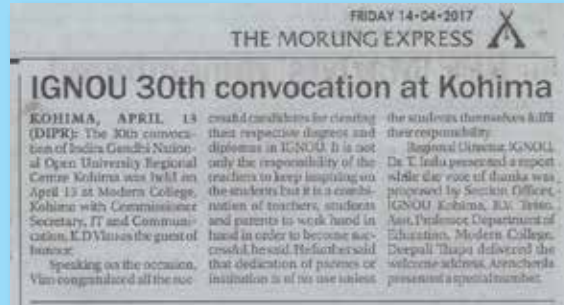 FRIDAY 14-04-2017
THE MORUNG EXPRESS
IGNOU 30th convocation at Kohima
KOHIMA, APRIL 13
(DIPR): The 30th convoca-
tion of Indira Gandhi Nation-
al Open University Regional
Centre Kohima was held on
April 13 at Modern College,
Kohima with Commissioner
Secretary, IT and Communi-
cation, K.D Vizo as the guest of
honour.
Speaking on the occasion,
Vizo congratulated all the suc-
cessful candidates for clearing
their respective degrees and
diplomas in IGNOU. It is not
only the responsibility of the
teachers to keep inspiring on
the students but it is a combi-
nation of teachers, students
and parents to work hand in
hand in order to become suc-
cessful, he said. He further said
that dedication of parents or
institution is of no use unless
the students themselves fulfil
their responsibility.
Regional Director, IGNOU,
Dr. T. Iralu presented a report
while the vote of thanks was
proposed by Section Officer,
IGNOU Kohima, R.V.
Asst. Professor, Department of
Education, Modern College,
Deepali Thapa delivered the
welcome address,
presented a special number.